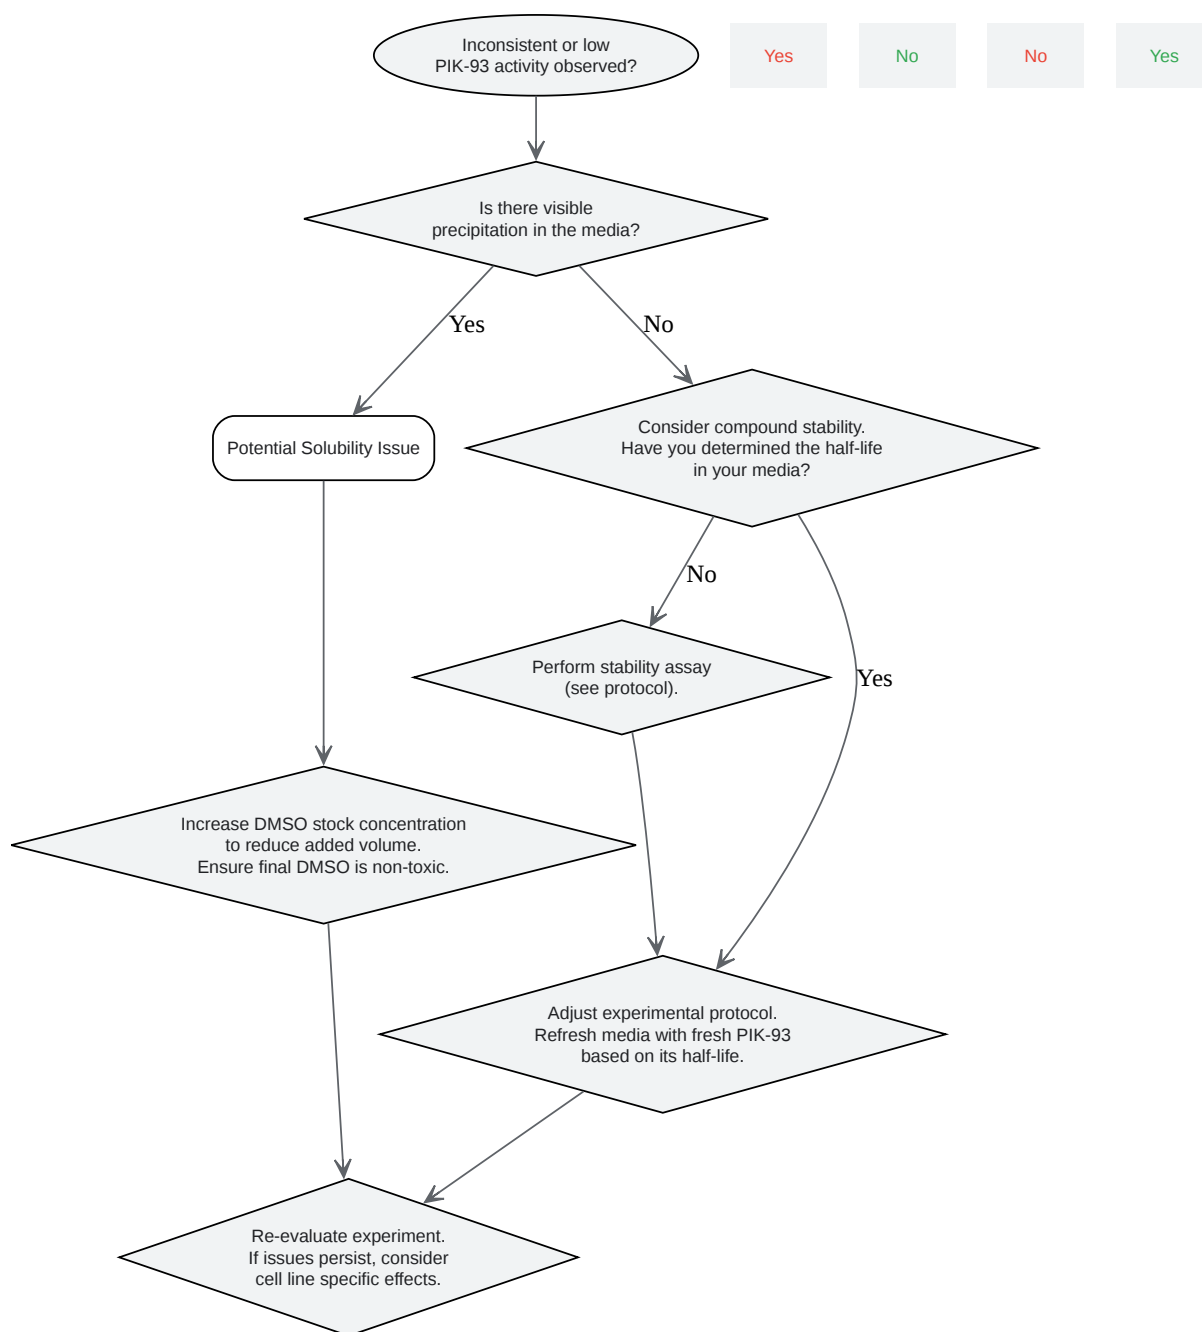 Inconsistent or low
PIK-93 activity observed?
Yes
No
No
Yes
Is there visible
precipitation in the media?
Yes
No
Potential Solubility Issue
Consider compound stability.
Have you determined the half-life
in your media?
No
Perform stability assay
(see protocol).
Yes
Increase DMSO stock concentration
to reduce added volume.
Ensure final DMSO is non-toxic.
Adjust experimental protocol.
Refresh media with fresh PIK-93
based on its half-life.
Re-evaluate experiment.
If issues persist, consider
cell line specific effects.